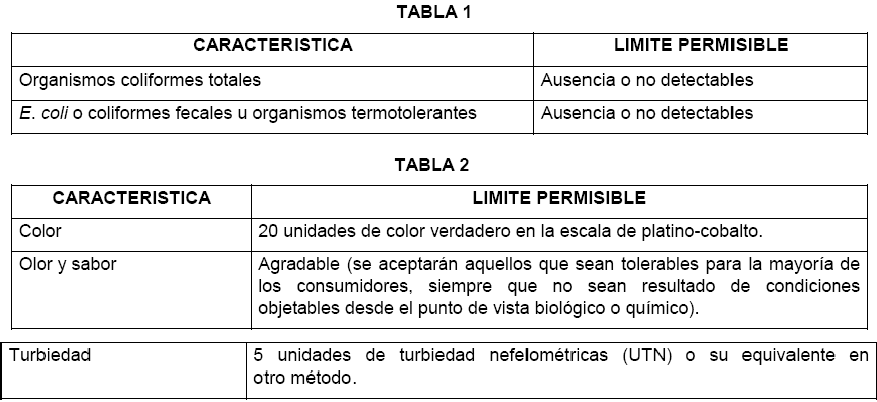 TABLA 1
CARACTERISTICA LIMITE PERMISIBLE
Organismos coliformes totales Ausencia o no detectables
E. coli o coliformes fecales u organismos termotolerantes Ausencia o no detectables
TABLA 2
CARACTERISTICA LIMITE PERMISIBLE
Color 20 unidades de color verdadero en la escala de platino-cobalto.
Olor y sabor Agradable (se aceptarán aquellos que sean tolerables para la mayoría de
los consumidores, siempre que no sean resultado de condiciones
objetables desde el punto de vista biológico o químico).
Turbiedad 5 unidades de turbiedad nefelométricas (UTN) o su equivalente en
otro método.